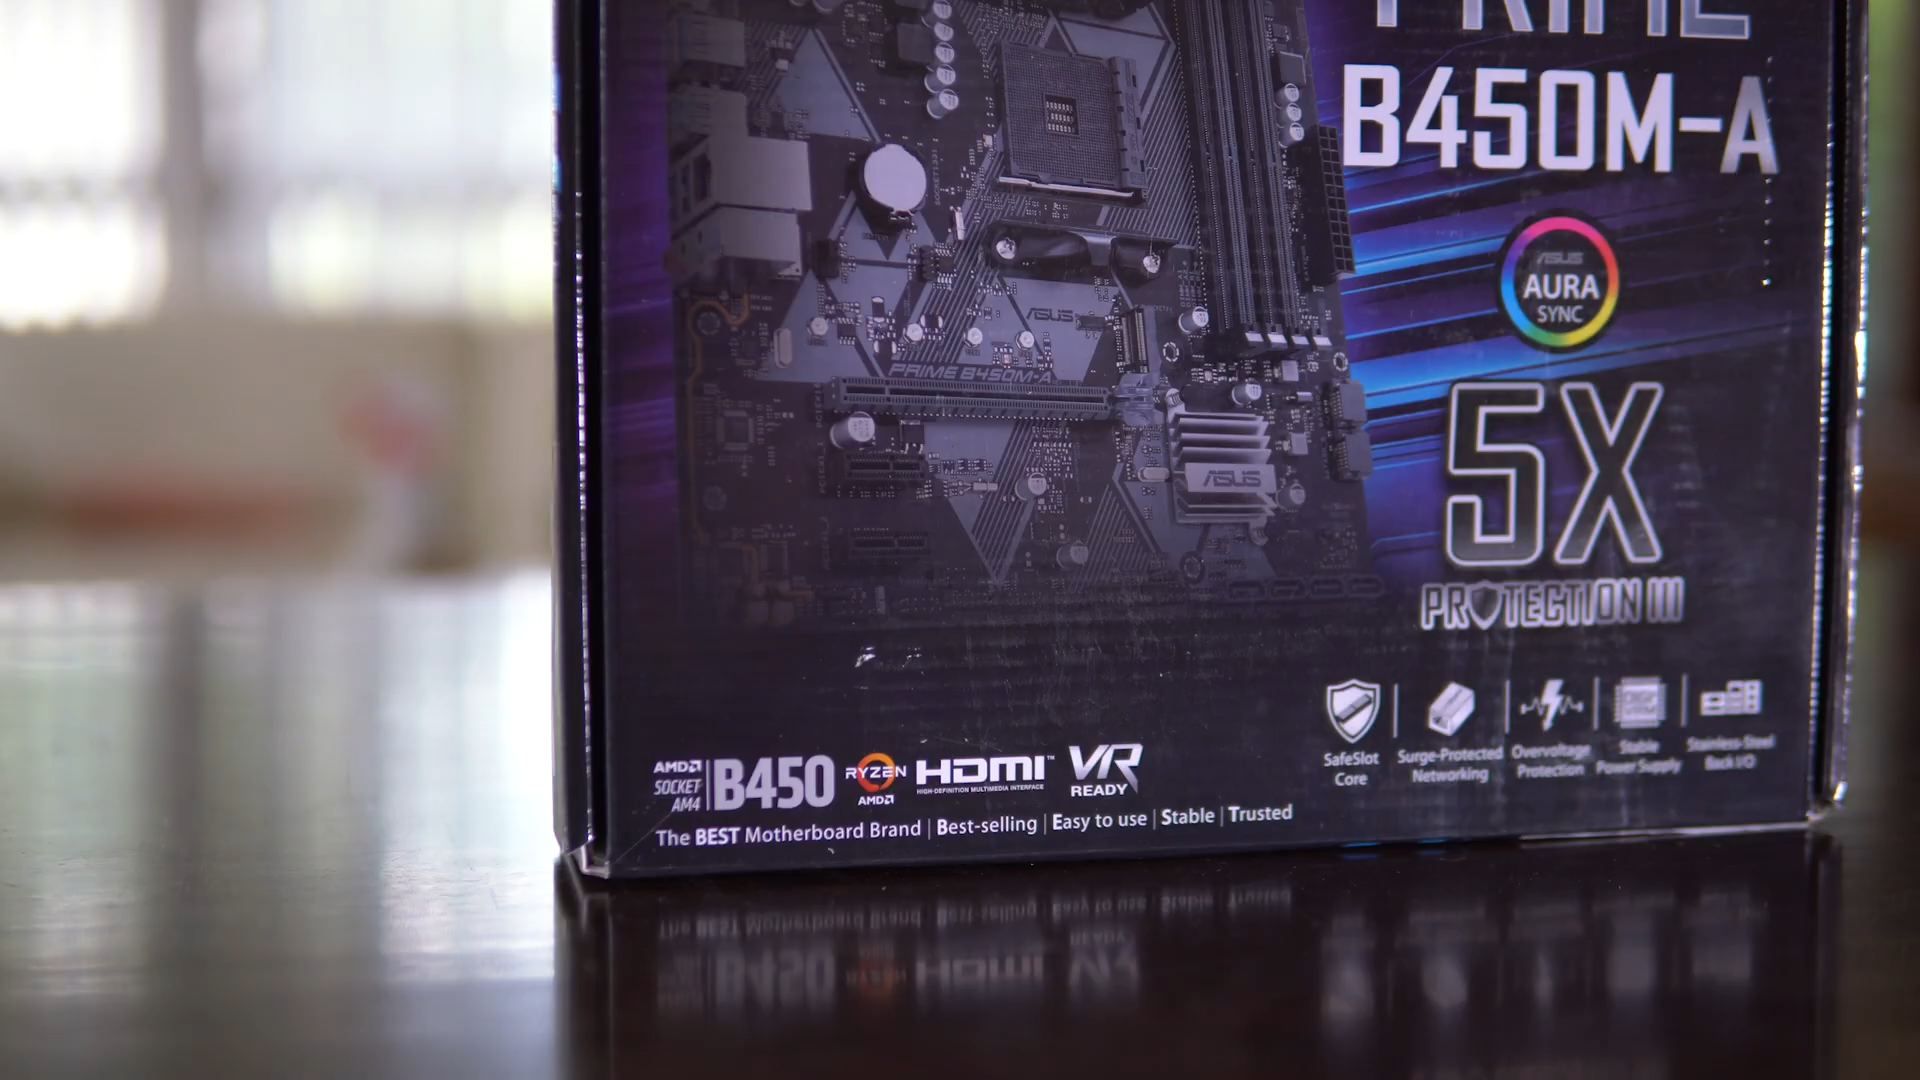 PRIME
B450M-A
ASUS
AURA
SYNC
ASUS
PRIME B450M-A
ASUS
5X
PROTECTION III
SafeSlot
Core
Surge-Protected
Networking
Overvoltage
Protection
Stable
Power Supply
Stainless-Steel
Back I/O
AMD
SOCKET
AM4
B450
RYZEN
AMD
HDMI™
HIGH-DEFINITION MULTIMEDIA INTERFACE
VR
READY
The BEST Motherboard Brand | Best-selling | Easy to use | Stable | Trusted